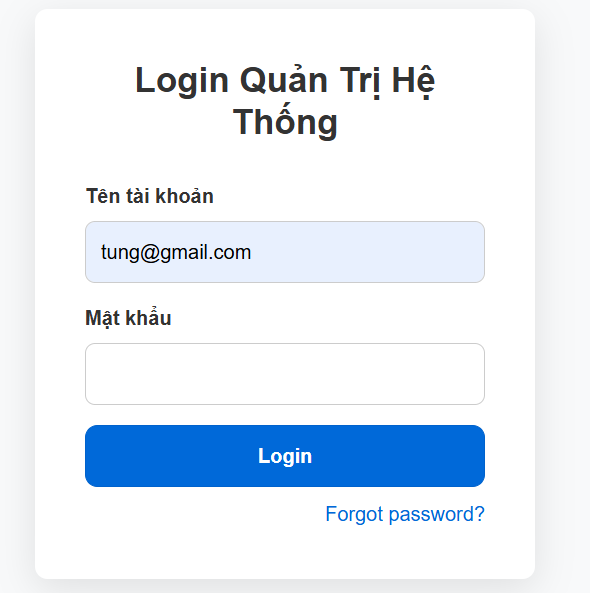 Login Quản Trị Hệ
Thống
Tên tài khoản
tung@gmail.com
Mật khẩu
Login
Forgot password?